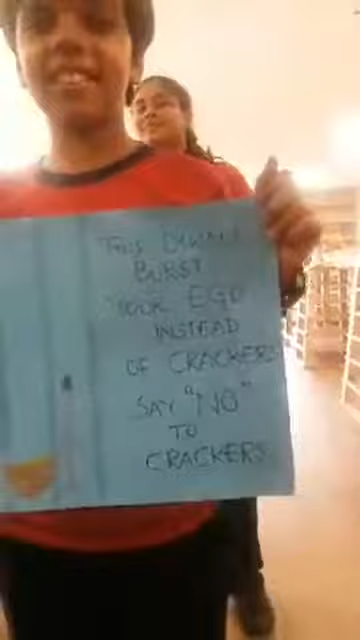 THIS DIWALI
BURST
YOUR EGO
INSTEAD
OF CRACKERS
SAY "NO"
TO
CRACKERS